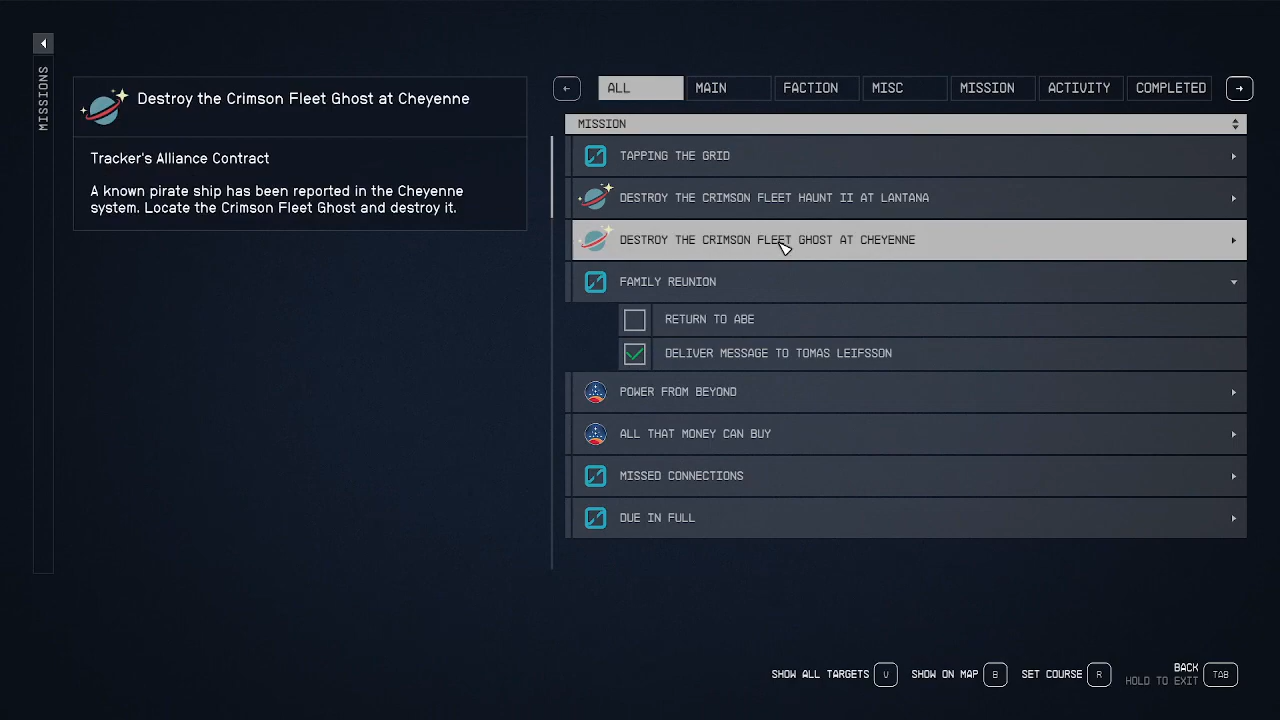 MISSIONS
Destroy the Crimson Fleet Ghost at Cheyenne
Tracker's Alliance Contract
A known pirate ship has been reported in the Cheyenne
system. Locate the Crimson Fleet Ghost and destroy it.
ALL MAIN FACTION MISC MISSION ACTIVITY COMPLETED
MISSION
TAPPING THE GRID
DESTROY THE CRIMSON FLEET HAUNT II AT LANTANA
DESTROY THE CRIMSON FLEET GHOST AT CHEYENNE
FAMILY REUNION
RETURN TO ABE
DELIVER MESSAGE TO TOMAS LEIFSSON
POWER FROM BEYOND
ALL THAT MONEY CAN BUY
MISSED CONNECTIONS
DUE IN FULL
SHOW ALL TARGETS V SHOW ON MAP B SET COURSE R BACK TAB
HOLD TO EXIT